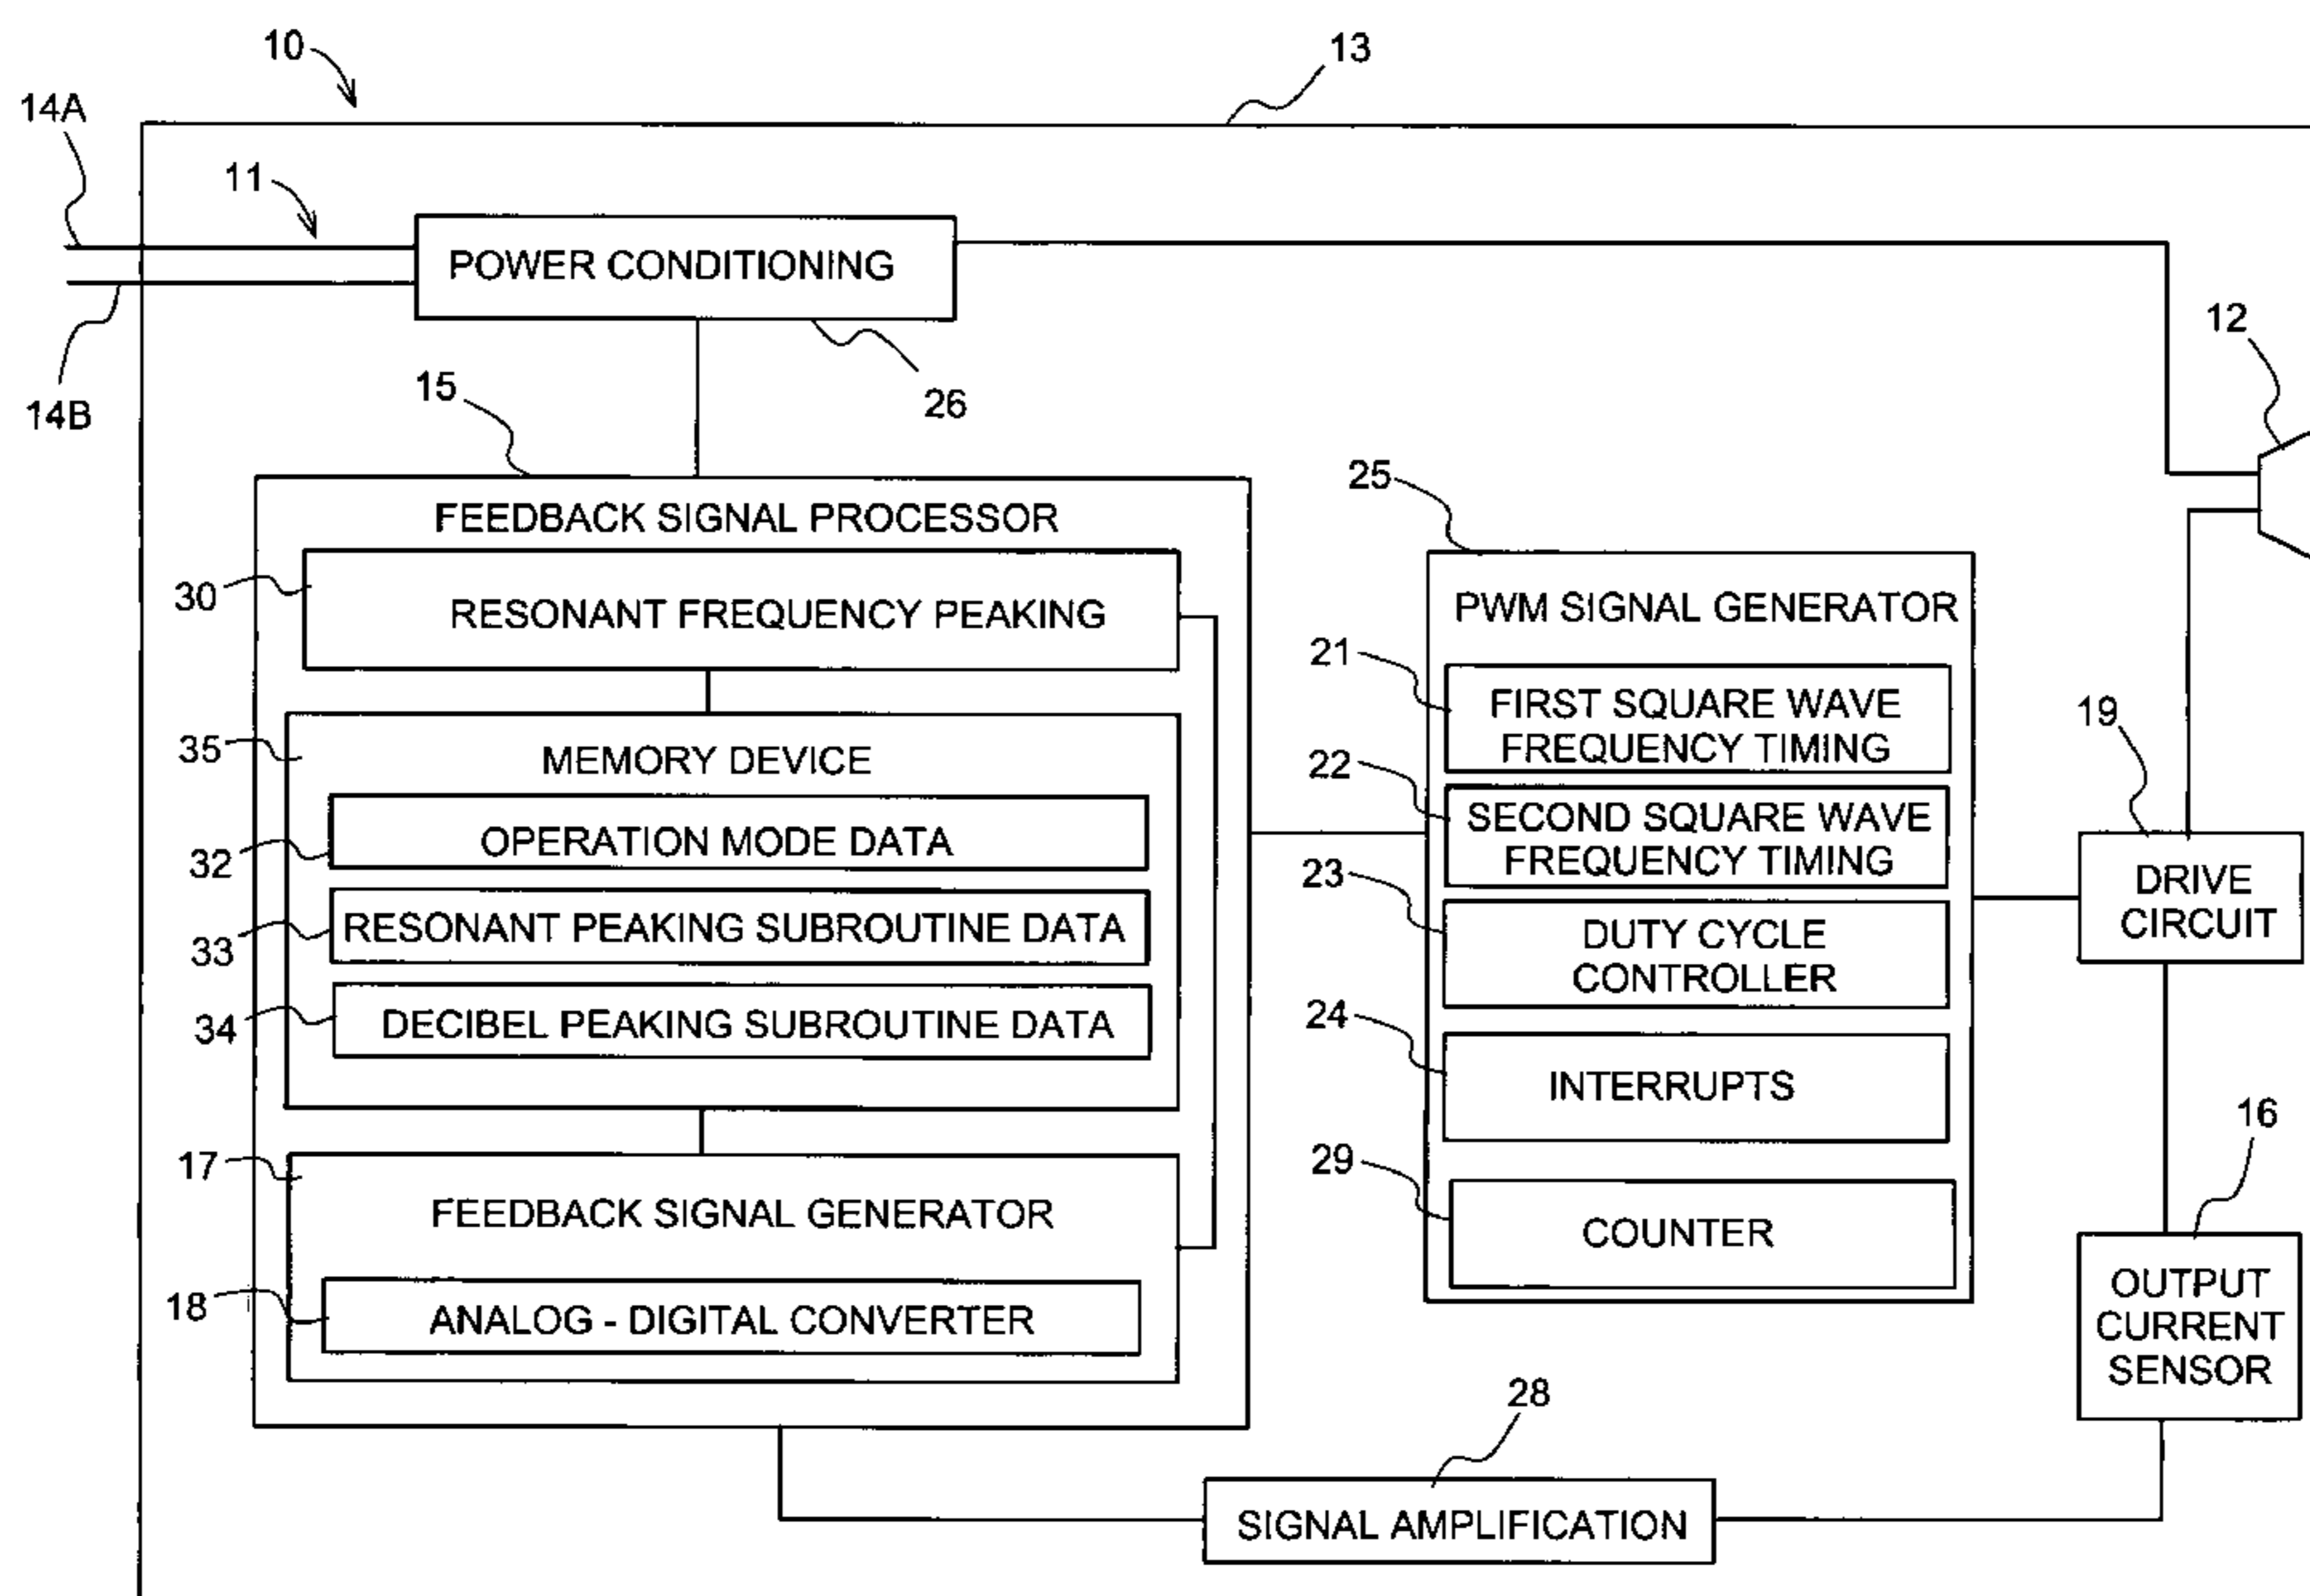 10
13
14A
11
POWER CONDITIONING
12
14B
15
26
25
FEEDBACK SIGNAL PROCESSOR
30
RESONANT FREQUENCY PEAKING
PWM SIGNAL GENERATOR
21
FIRST SQUARE WAVE
FREQUENCY TIMING
19
35
MEMORY DEVICE
22
SECOND SQUARE WAVE
FREQUENCY TIMING
32
OPERATION MODE DATA
23
DUTY CYCLE
CONTROLLER
DRIVE
CIRCUIT
33
RESONANT PEAKING SUBROUTINE DATA
34
DECIBEL PEAKING SUBROUTINE DATA
24
INTERRUPTS
16
17
FEEDBACK SIGNAL GENERATOR
29
COUNTER
18
ANALOG - DIGITAL CONVERTER
OUTPUT
CURRENT
SENSOR
28
SIGNAL AMPLIFICATION